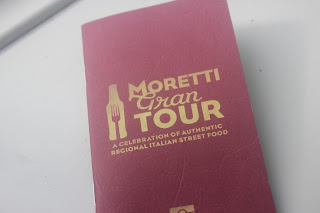 MORETTI
Gran
TOUR
A CELEBRATION OF AUTHENTIC
REGIONAL ITALIAN STREET FOOD